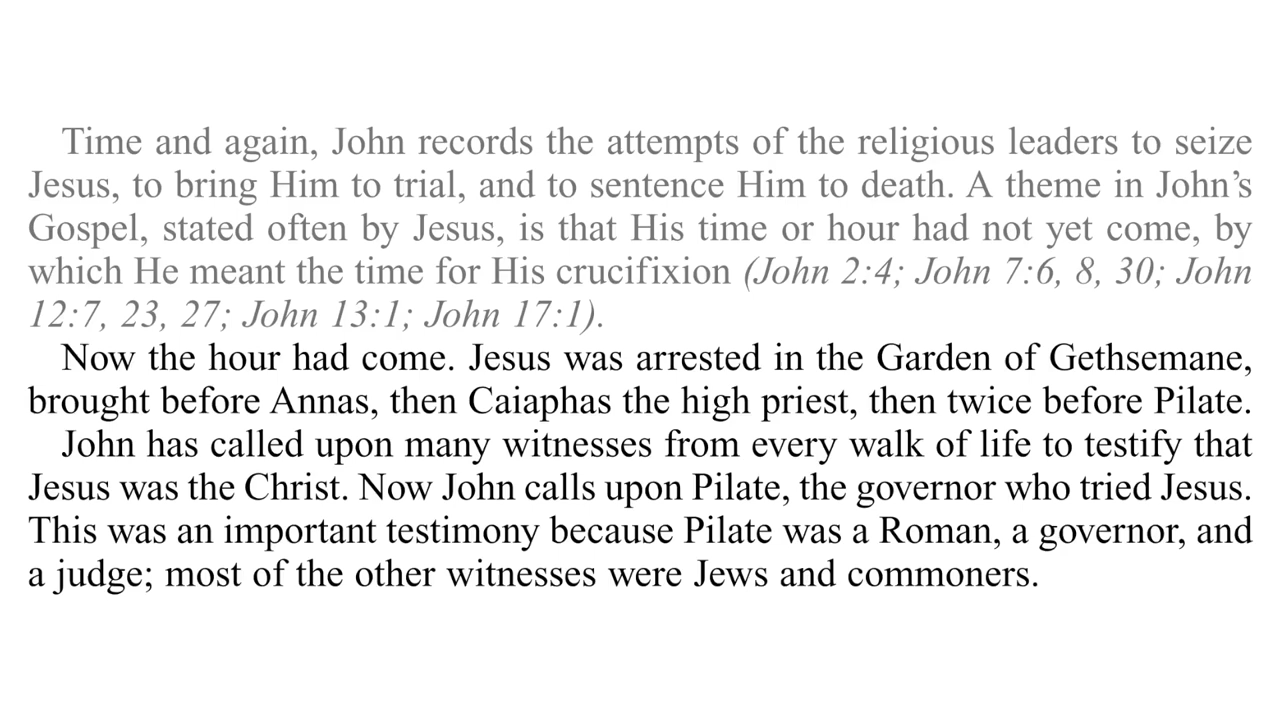 Time and again, John records the attempts of the religious leaders to seize
Jesus, to bring Him to trial, and to sentence Him to death. A theme in John’s
Gospel, stated often by Jesus, is that His time or hour had not yet come, by
which He meant the time for His crucifixion (John 2:4; John 7:6, 8, 30; John
12:7, 23, 27; John 13:1; John 17:1).
Now the hour had come. Jesus was arrested in the Garden of Gethsemane,
brought before Annas, then Caiaphas the high priest, then twice before Pilate.
John has called upon many witnesses from every walk of life to testify that
Jesus was the Christ. Now John calls upon Pilate, the governor who tried Jesus.
This was an important testimony because Pilate was a Roman, a governor, and
a judge; most of the other witnesses were Jews and commoners.